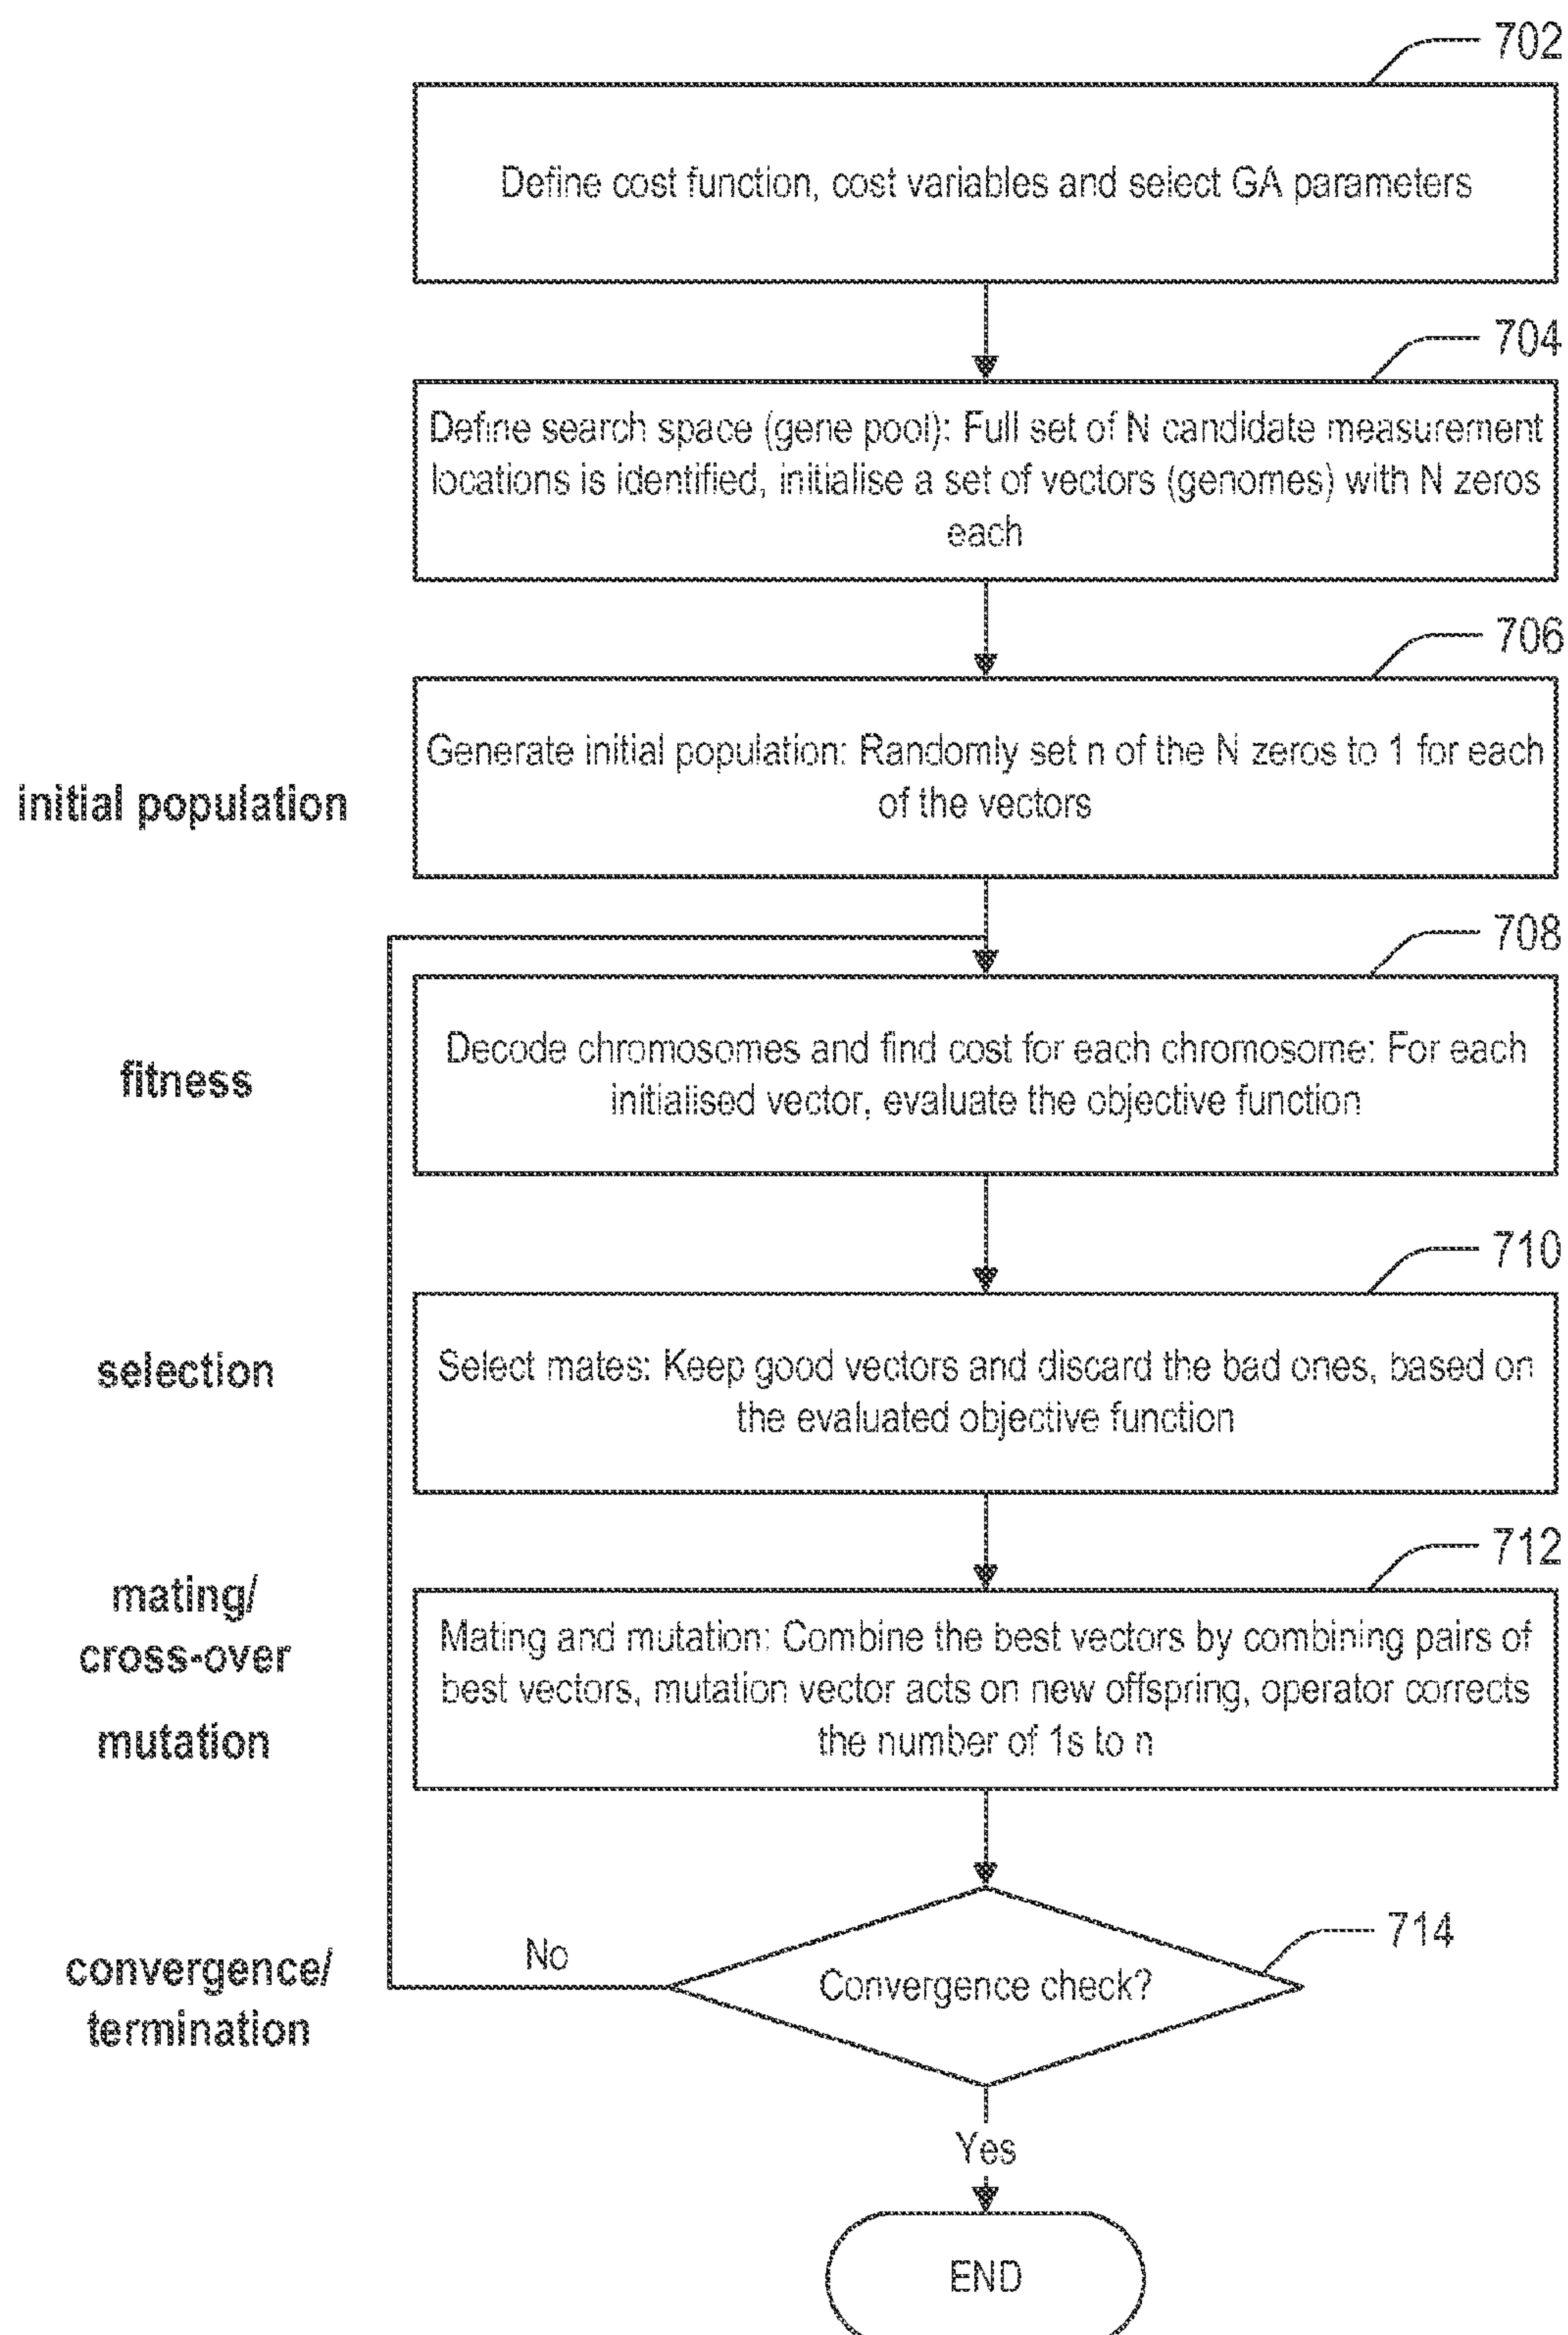 702
Define cost function, cost variables and select GA parameters
704
Define search space (gene pool): Full set of N candidate measurement
locations is identified, initialise a set of vectors (genomes) with N zeros
each
706
initial population
Generate initial population: Randomly set n of the N zeros to 1 for each
of the vectors
708
fitness
Decode chromosomes and find cost for each chromosome: For each
initialised vector, evaluate the objective function
710
selection
Select mates: Keep good vectors and discard the bad ones, based on
the evaluated objective function
712
mating/
cross-over
mutation
Mating and mutation: Combine the best vectors by combining pairs of
best vectors, mutation vector acts on new offspring, operator corrects
the number of 1s to n
714
convergence/
termination
No
Convergence check?
Yes
END